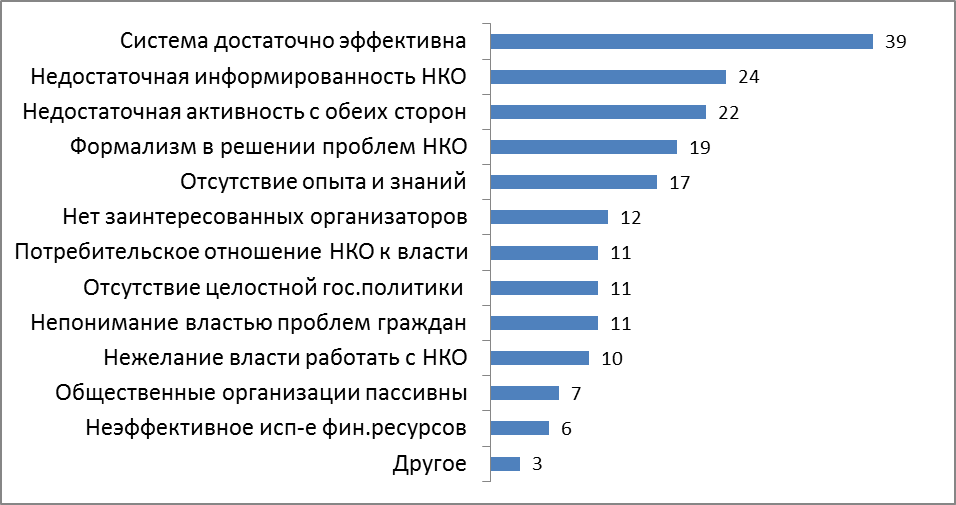 Система достаточно эффективна 39
Недостаточная информированность НКО 24
Недостаточная активность с обеих сторон 22
Формализм в решении проблем НКО 19
Отсутствие опыта и знаний 17
Нет заинтересованных организаторов 12
Потребительское отношение НКО к власти 11
Отсутствие целостной гос.политики 11
Непонимание властью проблем граждан 11
Нежелание власти работать с НКО 10
Общественные организации пассивны 7
Неэффективное исп-е фин.ресурсов 6
Другое 3